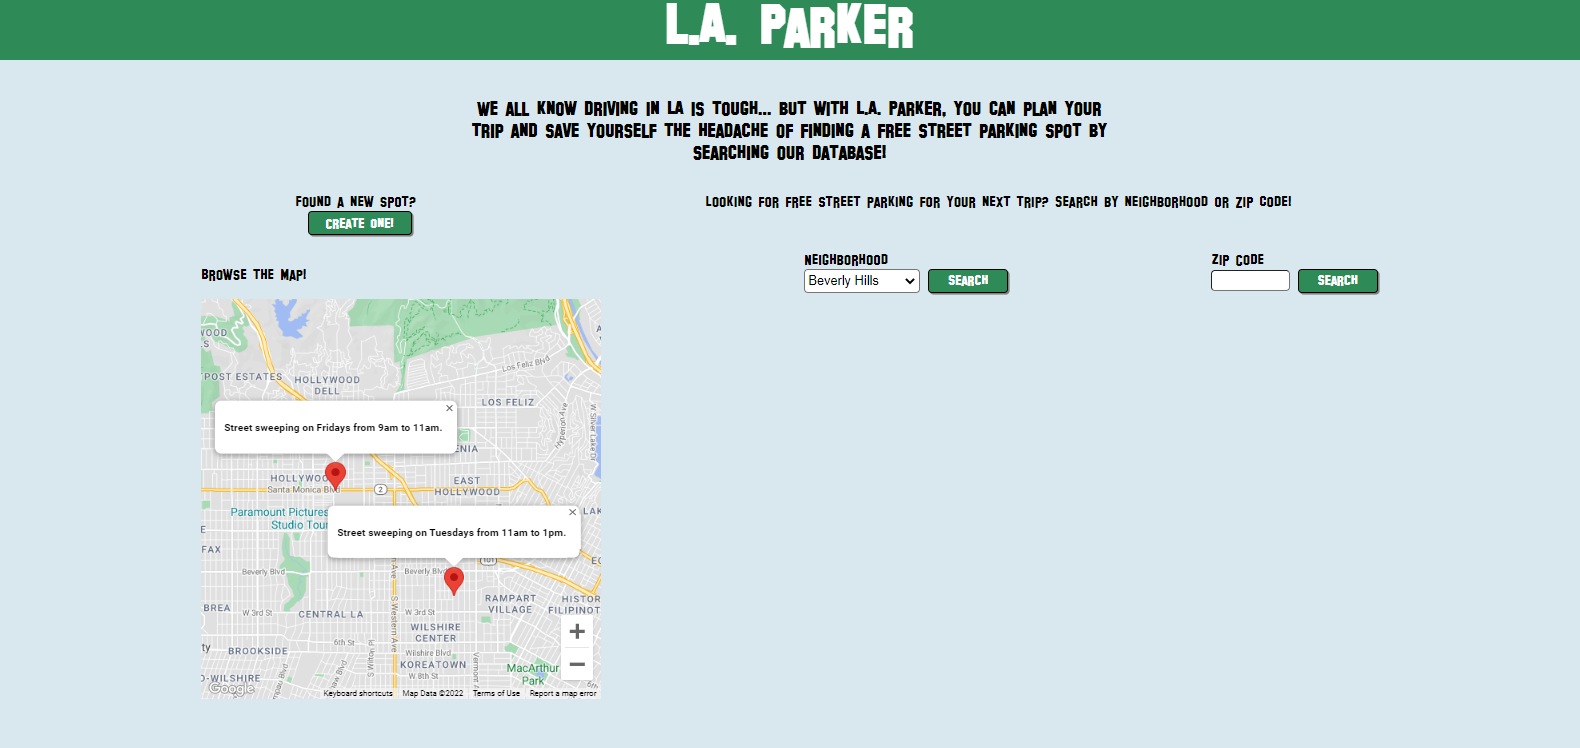 L.A. PARKER
WE ALL KNOW DRIVING IN LA IS TOUGH... BUT WITH L.A. PARKER, YOU CAN PLAN YOUR
TRIP AND SAVE YOURSELF THE HEADACHE OF FINDING A FREE STREET PARKING SPOT BY
SEARCHING OUR DATABASE!
FOUND A NEW SPOT?
CREATE ONE!
BROWSE THE MAP!
LOOKING FOR FREE STREET PARKING FOR YOUR NEXT TRIP? SEARCH BY NEIGHBORHOOD OR ZIP CODE!
NEIGHBORHOOD
Beverly Hills
SEARCH
ZIP CODE
SEARCH
WOOD
LS
Los Feliz Blvd
POST ESTATES
HOLLYWOOD
DELL
LOS FELIZ
Hyperion Ave
W Silver Lake Dr
×
Street sweeping on Fridays from 9am to 11am.
ENIA
HOLLYWOO
Santa Monica Blvd
2
EAST
HOLLYWOOD
Paramount Pictures
Studio Tour
LAK
×
Street sweeping on Tuesdays from 11am to 1pm.
FAX
101
EC
Beverly Blvd
Beverly Blvd
n Ave
S Western Ave
BREA
W 3rd St
CENTRAL LA
W 3rd St
RAMPART
VILLAGE
HISTOR
FILIPINOT
WILSHIRE
CENTER
+
6th St
BROOKSIDE
S Wilton Pl
Wilshire Blvd
KOREATOWN
W 8th St
Vermont
MacArthur
Park
−
O-WILSHIRE
Google
Keyboard shortcuts
Map Data ©2022
Terms of Use
Report a map error